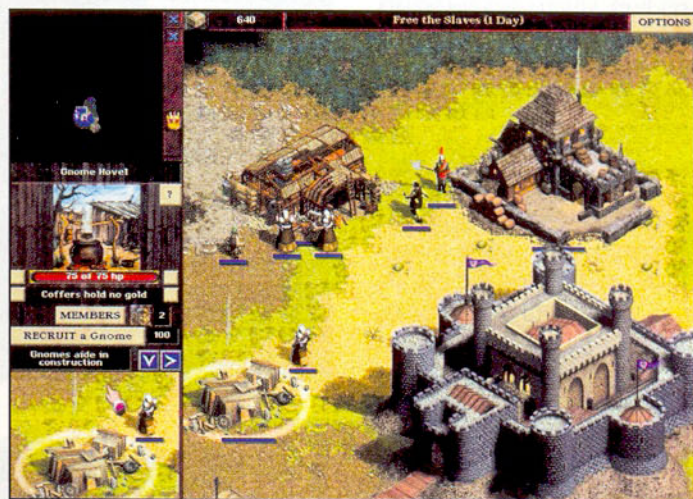 640
Free the Slaves (1 Day)
OPTIONS
Gnome Hovel
?
75 of 75 hp
Coffers hold no gold
MEMBERS 2
RECRUIT a Gnome 100
Gnomes aide in
construction